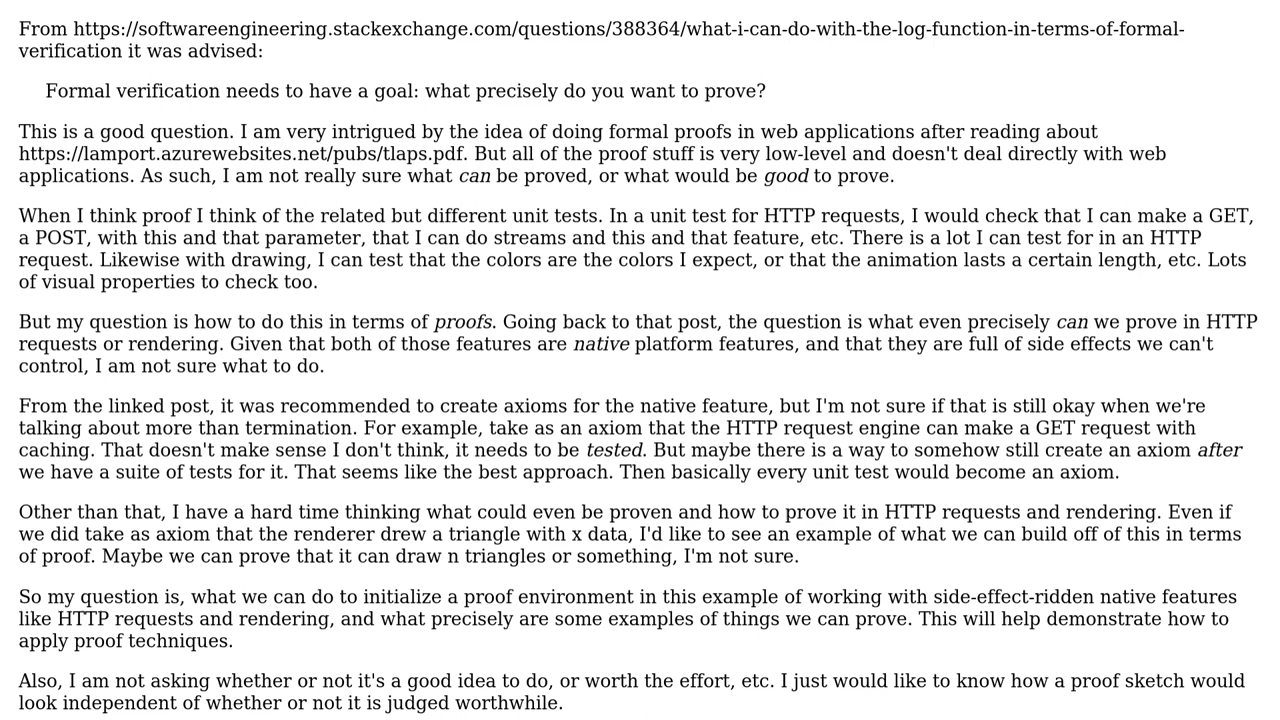 From https://softwareengineering.stackexchange.com/questions/388364/what-i-can-do-with-the-log-function-in-terms-of-formal-
verification it was advised:
Formal verification needs to have a goal: what precisely do you want to prove?
This is a good question. I am very intrigued by the idea of doing formal proofs in web applications after reading about
https://lamport.azurewebsites.net/pubs/tlaps.pdf. But all of the proof stuff is very low-level and doesn't deal directly with web
applications. As such, I am not really sure what can be proved, or what would be good to prove.
When I think proof I think of the related but different unit tests. In a unit test for HTTP requests, I would check that I can make a GET,
a POST, with this and that parameter, that I can do streams and this and that feature, etc. There is a lot I can test for in an HTTP
request. Likewise with drawing, I can test that the colors are the colors I expect, or that the animation lasts a certain length, etc. Lots
of visual properties to check too.
But my question is how to do this in terms of proofs. Going back to that post, the question is what even precisely can we prove in HTTP
requests or rendering. Given that both of those features are native platform features, and that they are full of side effects we can't
control, I am not sure what to do.
From the linked post, it was recommended to create axioms for the native feature, but I'm not sure if that is still okay when we're
talking about more than termination. For example, take as an axiom that the HTTP request engine can make a GET request with
caching. That doesn't make sense I don't think, it needs to be tested. But maybe there is a way to somehow still create an axiom after
we have a suite of tests for it. That seems like the best approach. Then basically every unit test would become an axiom.
Other than that, I have a hard time thinking what could even be proven and how to prove it in HTTP requests and rendering. Even if
we did take as axiom that the renderer drew a triangle with x data, I'd like to see an example of what we can build off of this in terms
of proof. Maybe we can prove that it can draw n triangles or something, I'm not sure.
So my question is, what we can do to initialize a proof environment in this example of working with side-effect-ridden native features
like HTTP requests and rendering, and what precisely are some examples of things we can prove. This will help demonstrate how to
apply proof techniques.
Also, I am not asking whether or not it's a good idea to do, or worth the effort, etc. I just would like to know how a proof sketch would
look independent of whether or not it is judged worthwhile.